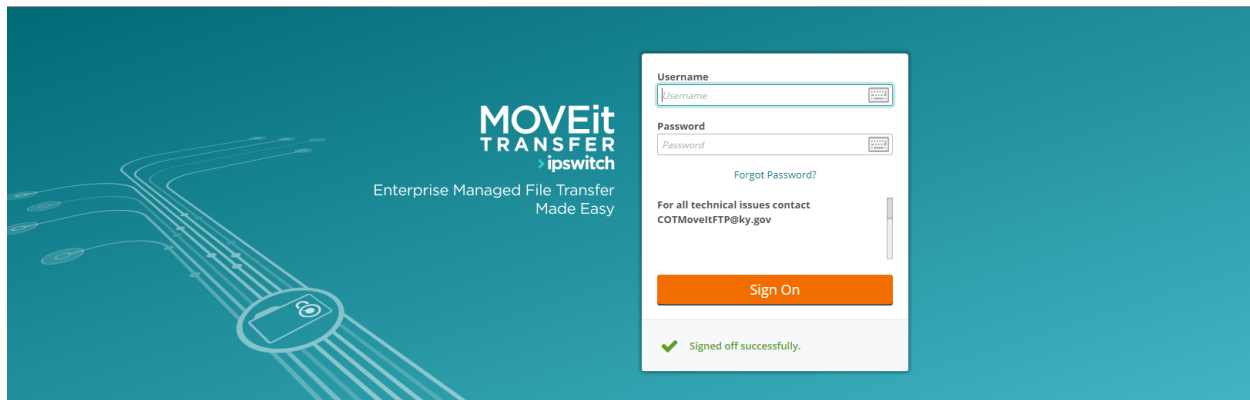 MOVEit
TRANSFER
ipswitch
Enterprise Managed File Transfer
Made Easy
Username
Username
Password
Password
Forgot Password?
For all technical issues contact
COTMoveItFTP@ky.gov
Sign On
Signed off successfully.